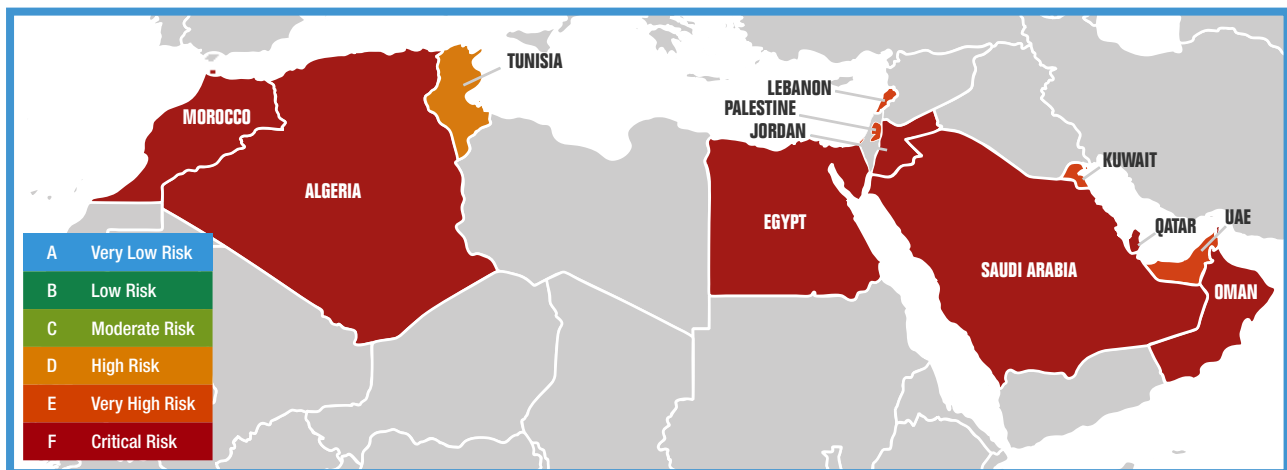 TUNISIA
LEBANON
MOROCCO
PALESTINE
JORDAN
KUWAIT
ALGERIA
EGYPT
QATAR
UAE
SAUDI ARABIA
OMAN
A Very Low Risk
B Low Risk
C Moderate Risk
D High Risk
E Very High Risk
F Critical Risk